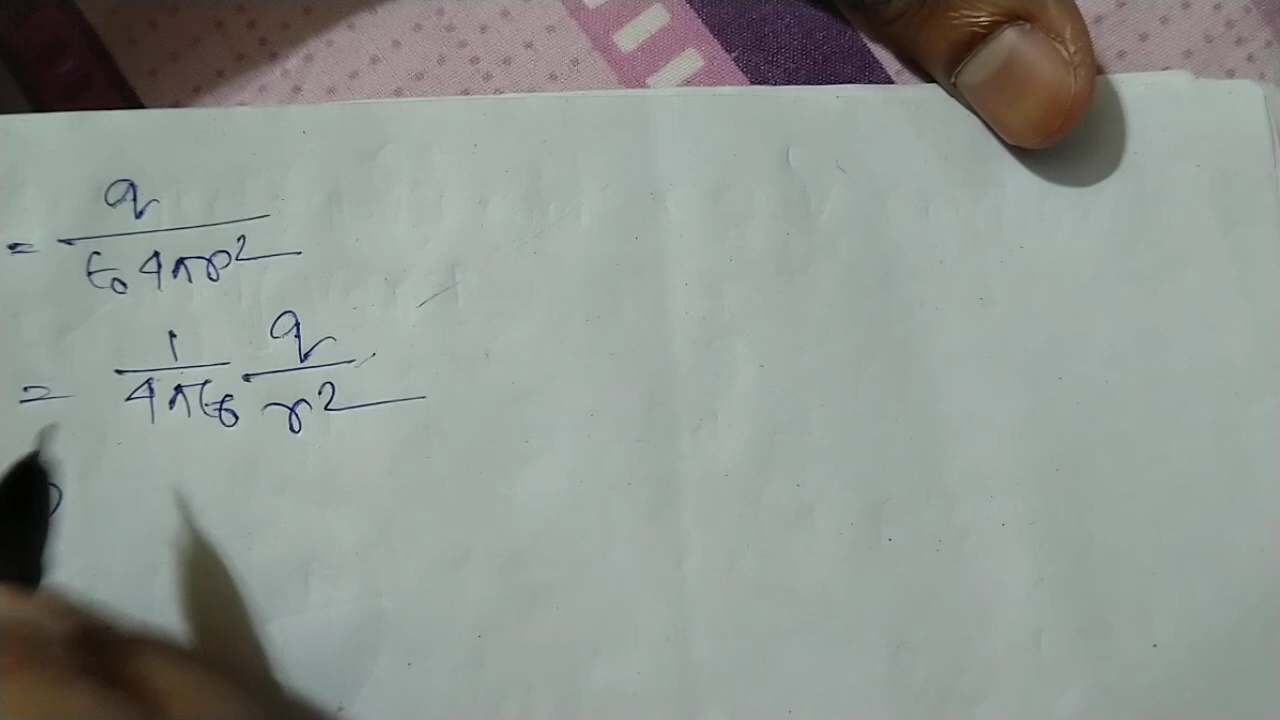 = q / ε₀ 4πr²
= 1 / 4πε₀ q / r²